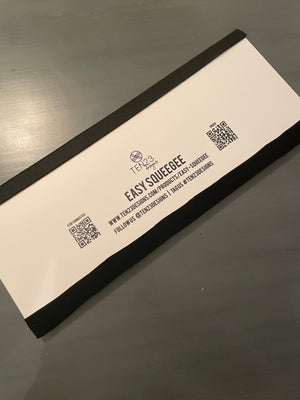 TEN23
EASY SQUEEGEE
WWW.TEN23DESIGNS.COM/PRODUCTS/EASY-SQUEEGEE
FOLLOW US @TEN23DESIGNS | TAG US #TEN23DESIGNS